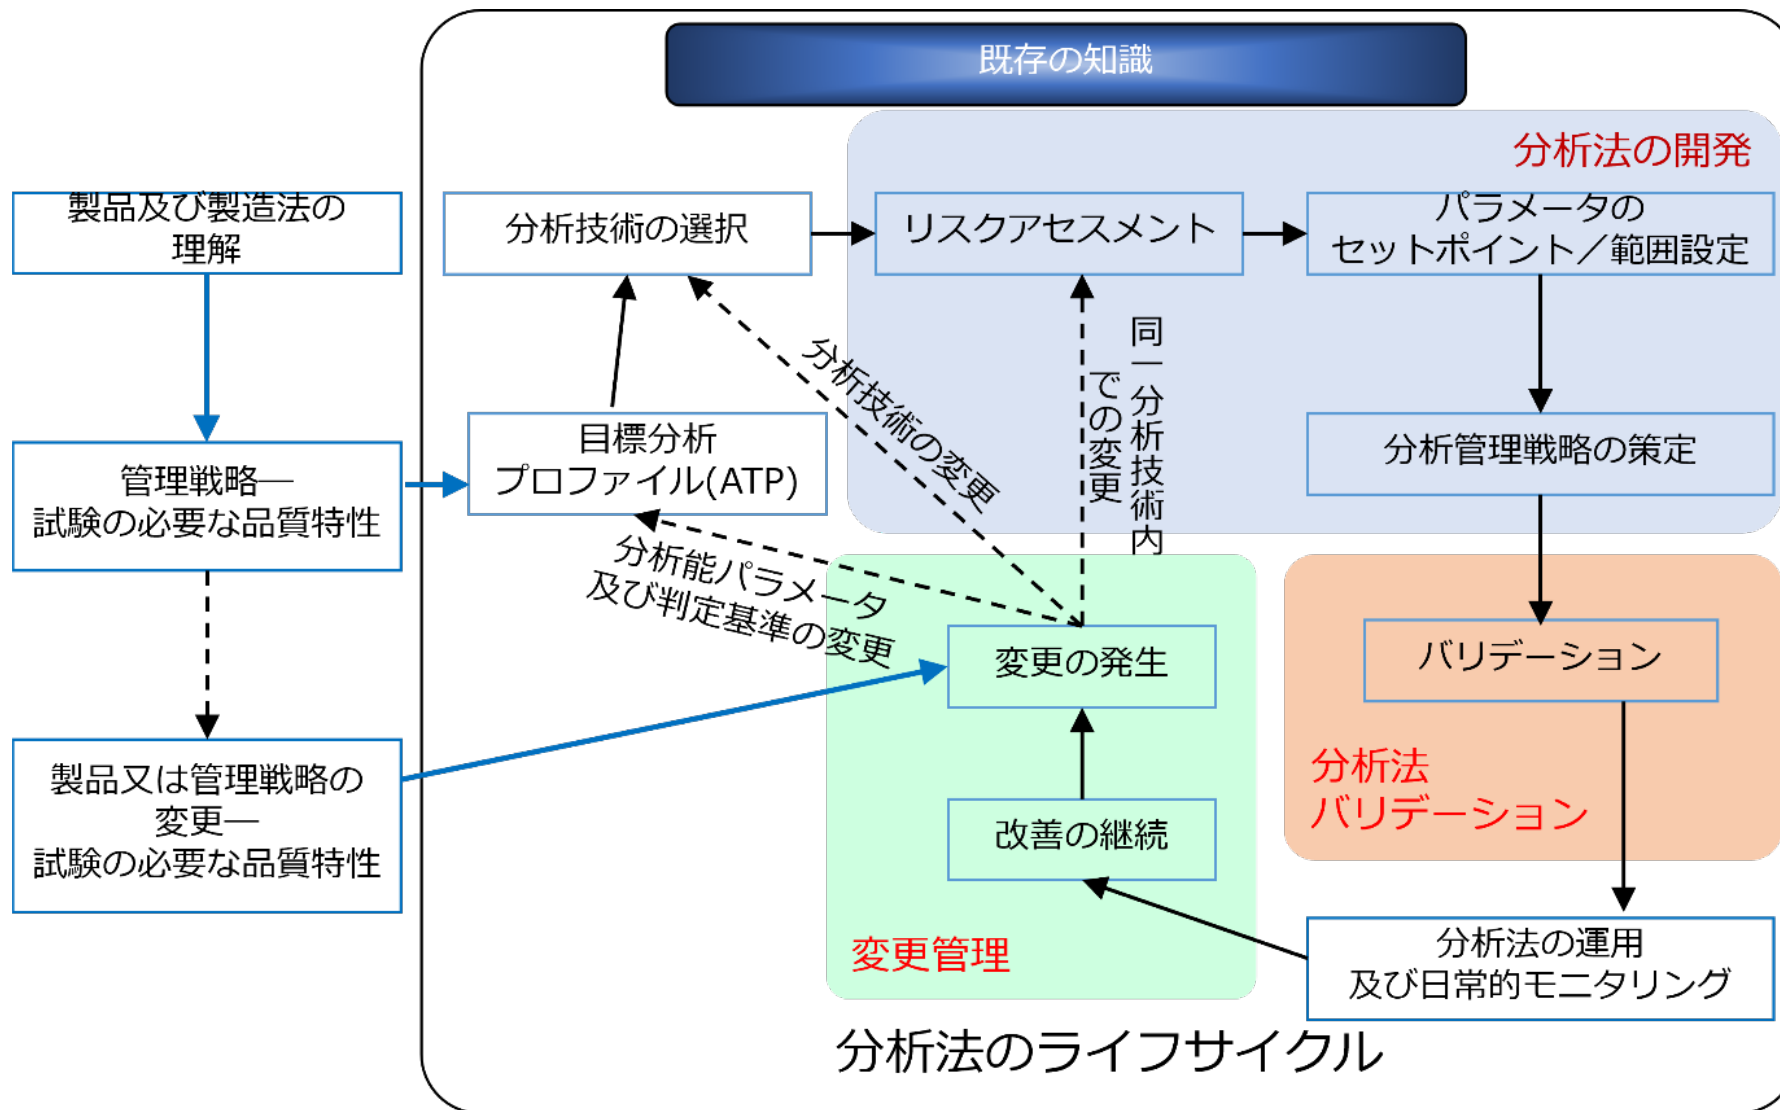 既存の知識
分析法の開発
製品及び製造法の
理解
分析技術の選択
リスクアセスメント
パラメータの
セットポイント／範囲設定
分析技術の変更
同一分析技術内
での変更
管理戦略―
試験の必要な品質特性
目標分析
プロファイル(ATP)
分析管理戦略の策定
分析能パラメータ
及び判定基準の変更
変更の発生
バリデーション
分析法
バリデーション
製品又は管理戦略の
変更―
試験の必要な品質特性
改善の継続
変更管理
分析法の運用
及び日常的モニタリング
分析法のライフサイクル